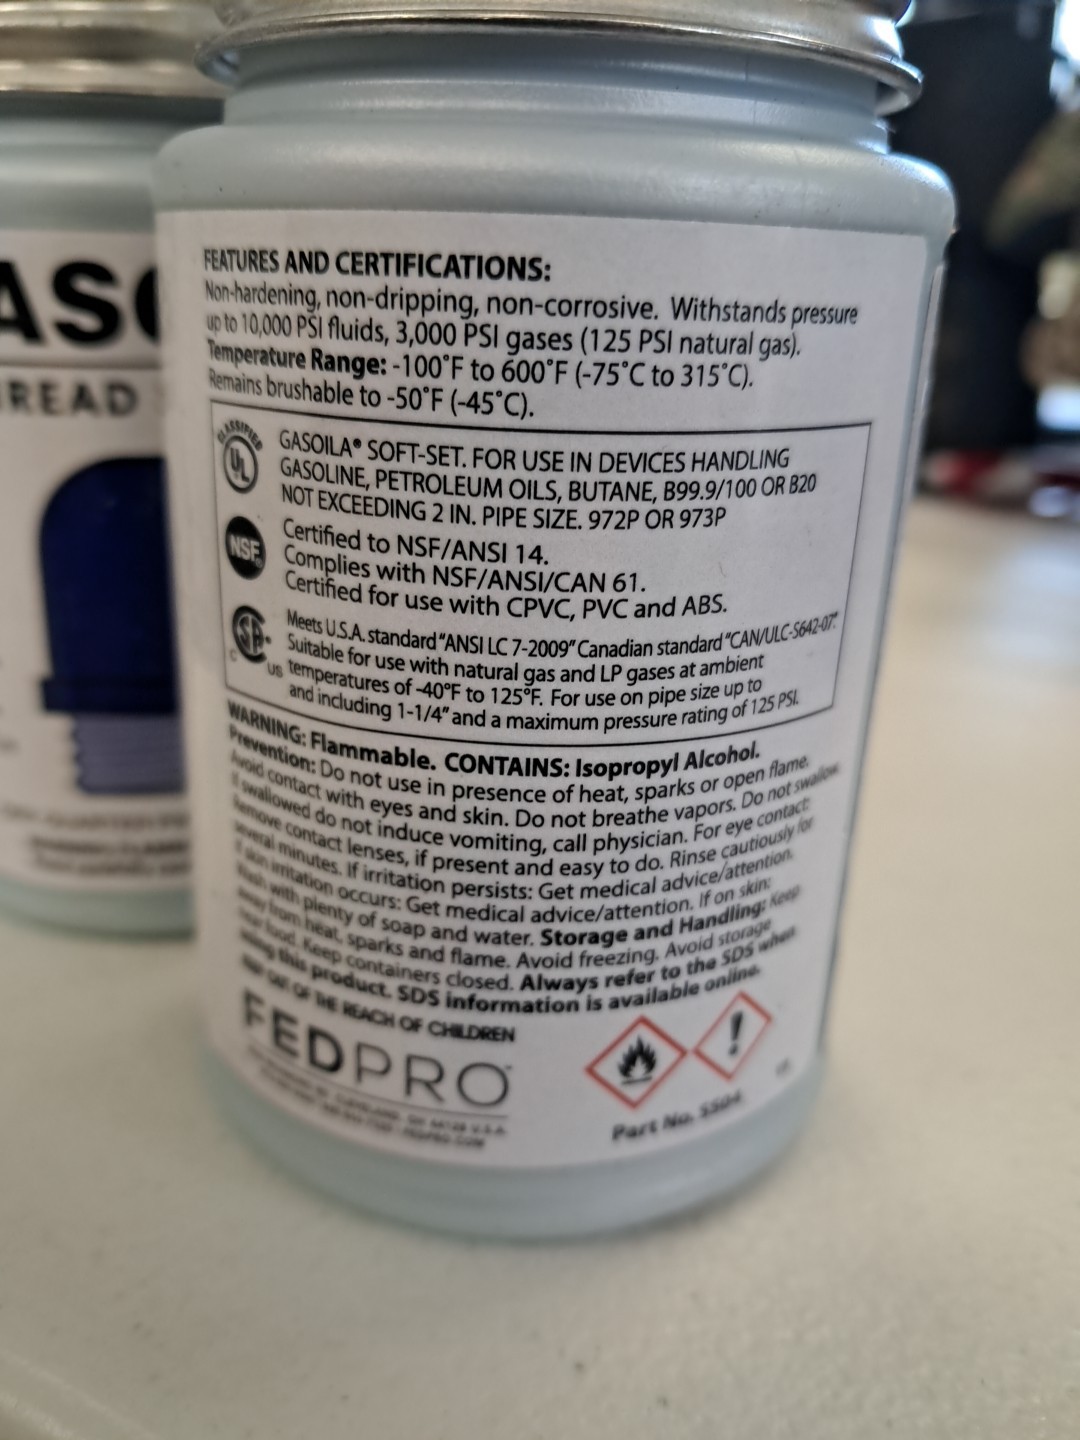 ASO
READ
FEATURES AND CERTIFICATIONS:
Non-hardening, non-dripping, non-corrosive. Withstands pressure
up to 10,000 PSI fluids, 3,000 PSI gases (125 PSI natural gas).
Temperature Range: -100°F to 600°F (-75°C to 315°C).
Remains brushable to -50°F (-45°C).
CLASSIFIED
UL
GASOILA® SOFT-SET. FOR USE IN DEVICES HANDLING
GASOLINE, PETROLEUM OILS, BUTANE, B99.9/100 OR B20
NOT EXCEEDING 2 IN. PIPE SIZE. 972P OR 973P
NSF
Certified to NSF/ANSI 14.
Complies with NSF/ANSI/CAN 61.
Certified for use with CPVC, PVC and ABS.
C SA US
Meets U.S.A. standard "ANSI LC 7-2009" Canadian standard "CAN/ULC-S642-07".
Suitable for use with natural gas and LP gases at ambient
temperatures of -40°F to 125°F. For use on pipe size up to
and including 1-1/4" and a maximum pressure rating of 125 PSI.
WARNING: Flammable. CONTAINS: Isopropyl Alcohol.
Prevention: Do not use in presence of heat, sparks or open flame.
Avoid contact with eyes and skin. Do not breathe vapors. Do not swallow.
If swallowed do not induce vomiting, call physician. For eye contact:
Remove contact lenses, if present and easy to do. Rinse cautiously for
several minutes. If irritation persists: Get medical advice/attention.
If skin irritation occurs: Get medical advice/attention. If on skin:
Wash with plenty of soap and water. Storage and Handling: Keep
away from heat, sparks and flame. Avoid freezing. Avoid storage
near food. Keep containers closed. Always refer to the SDS when
using this product. SDS information is available online.
KEEP OUT OF THE REACH OF CHILDREN
FEDPRO™
CLEVELAND, OH 44128 U.S.A.
Part No. SS04